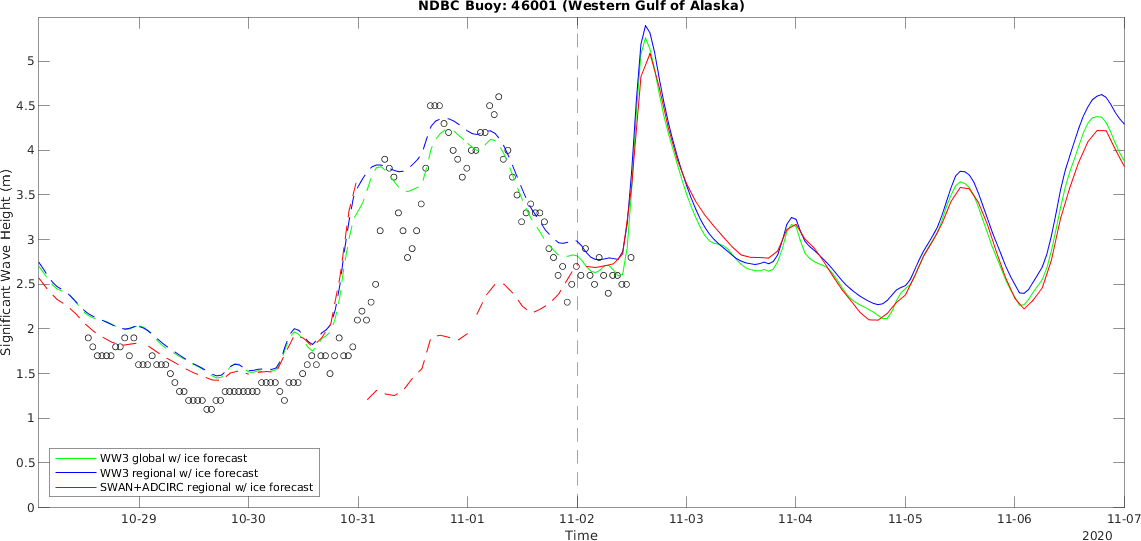 NDBC Buoy: 46001 (Western Gulf of Alaska)
Significant Wave Height (m)
5
4.5
4
3.5
3
2.5
2
1.5
1
0.5
0
WW3 global w/ ice forecast
WW3 regional w/ ice forecast
SWAN+ADCIRC regional w/ ice forecast
10-29 10-30 10-31 11-01 11-02 11-03 11-04 11-05 11-06 11-07
Time
2020